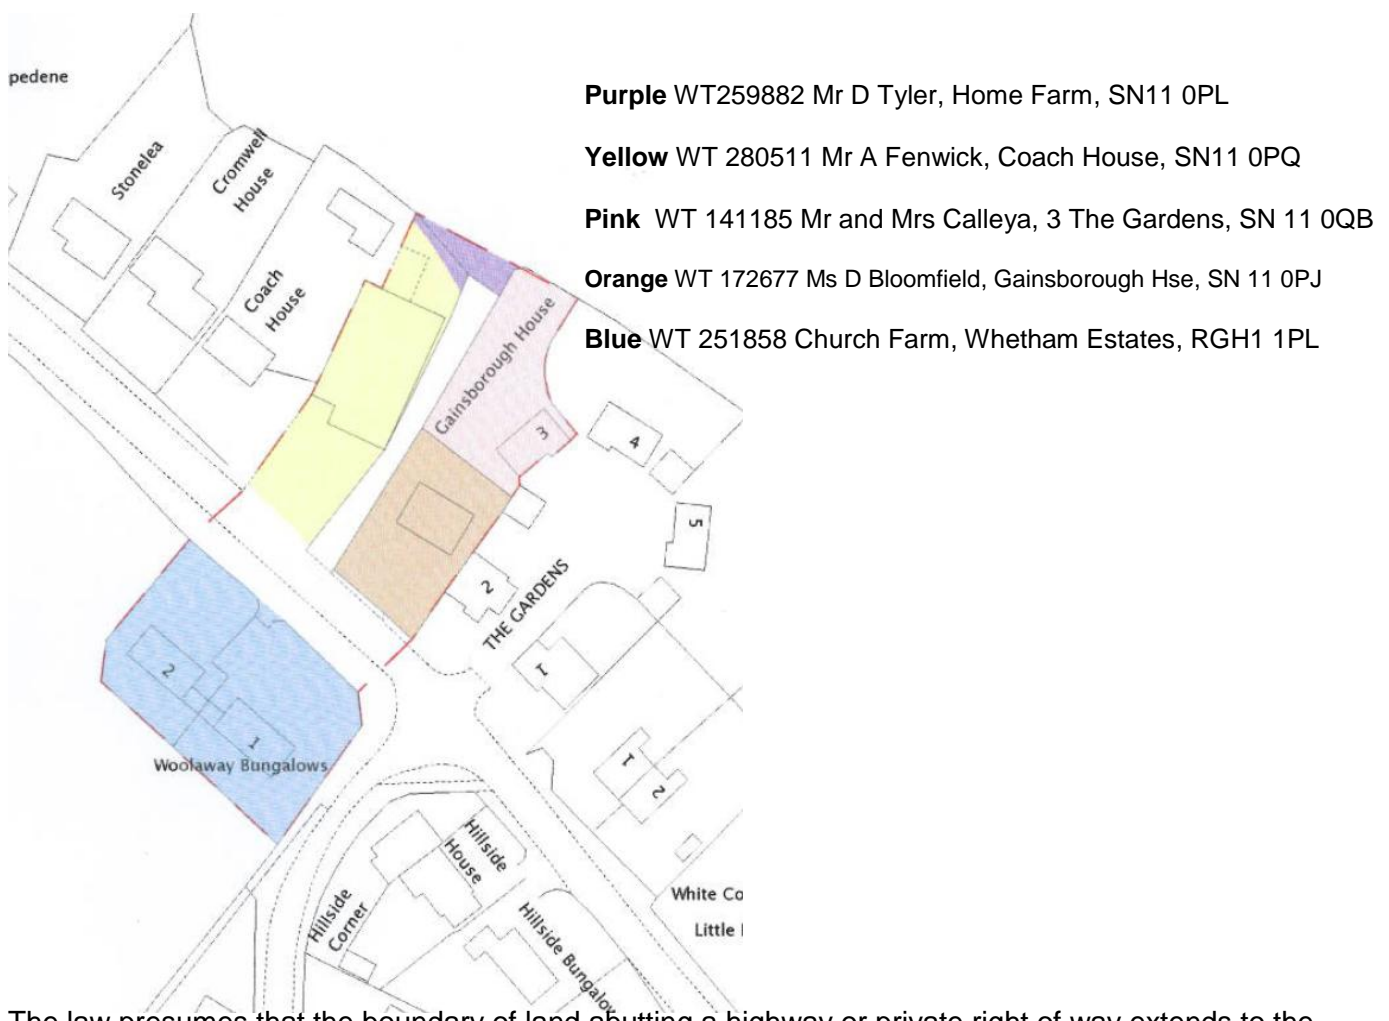 pedene
Purple WT259882 Mr D Tyler, Home Farm, SN11 0PL
Yellow WT 280511 Mr A Fenwick, Coach House, SN11 0PQ
Pink WT 141185 Mr and Mrs Calleya, 3 The Gardens, SN 11 0QB
Orange WT 172677 Ms D Bloomfield, Gainsborough Hse, SN 11 0PJ
Blue WT 251858 Church Farm, Whetham Estates, RGH1 1PL
Stonelea
Cromwell
House
Coach
House
Gainsborough House
3
4
5
2
THE GARDENS
1
2
1
Woolaway Bungalows
1
2
Hillside
House
Hillside
Corner
Hillside Bungalow
White Co
Little
The law presumes that the boundary of land abutting a highway or private right of way extends to the